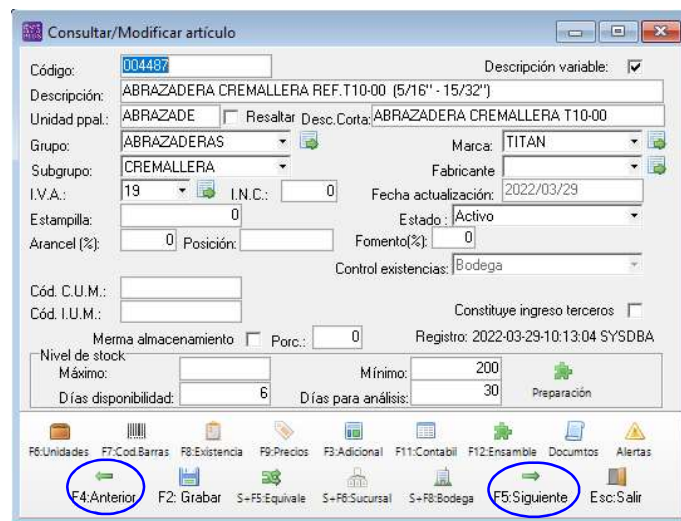 Consultar/Modificar artículo
Código: 004487 Descripción variable:
Descripción: ABRAZADERA CREMALLERA REF.T10-00 (5/16'' - 15/32'')
Unidad ppal.: ABRAZADE Resaltar Desc.Corta: ABRAZADERA CREMALLERA T10-00
Grupo: ABRAZADERAS Marca: TITAN
Subgrupo: CREMALLERA Fabricante
I.V.A.: 19 I.N.C.: 0 Fecha actualización: 2022/03/29
Estampilla: 0 Estado : Activo
Arancel (%): 0 Posición: Fomento(%): 0
Control existencias: Bodega
Cód. C.U.M.:
Cód. I.U.M.: Constituye ingreso terceros
Merma almacenamiento Porc.: 0 Registro: 2022-03-29-10:13:04 SYSDBA
Nivel de stock
Máximo: Mínimo: 200
Días disponibilidad: 6 Días para análisis: 30 Preparación
F6:Unidades F7:Cod.Barras F8:Existencia F9:Precios F3:Adicional F11:Contabil F12:Ensamble Documtos Alertas
F4:Anterior F2: Grabar S+F5:Equivale S+F6:Sucursal S+F8:Bodega F5:Siguiente Esc:Salir